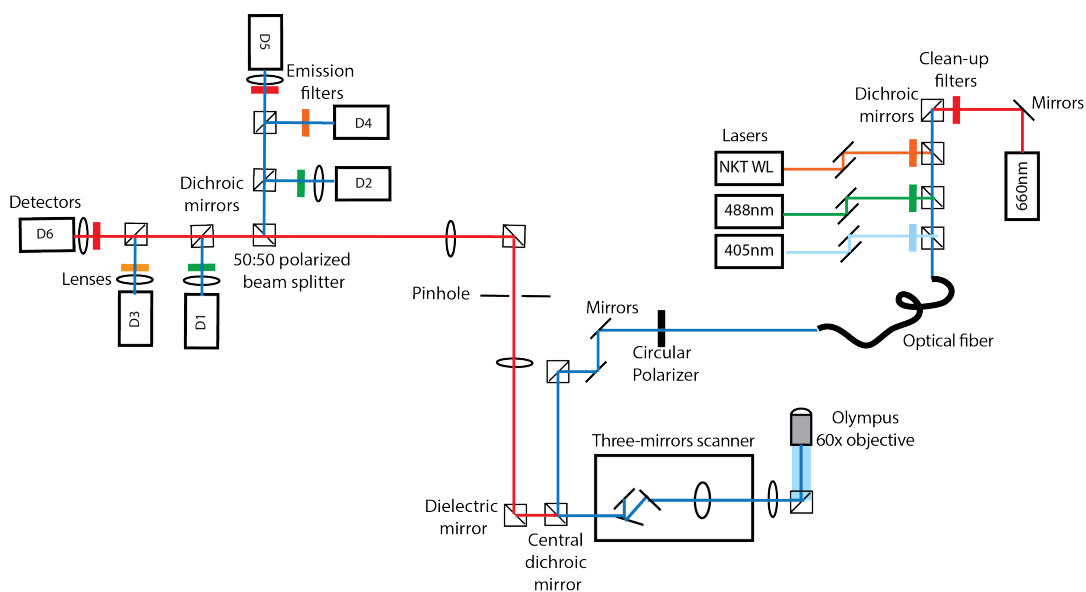 D5
Emission
filters
D4
Dichroic
mirrors
D2
Detectors
D6
50:50 polarized
beam splitter
Lenses
D3
D1
Pinhole
Clean-up
filters
Dichroic
mirrors
Mirrors
Lasers
NKT WL
660nm
488nm
405nm
Mirrors
Optical fiber
Circular
Polarizer
Olympus
60x objective
Three-mirrors scanner
Dielectric
mirror
Central
dichroic
mirror